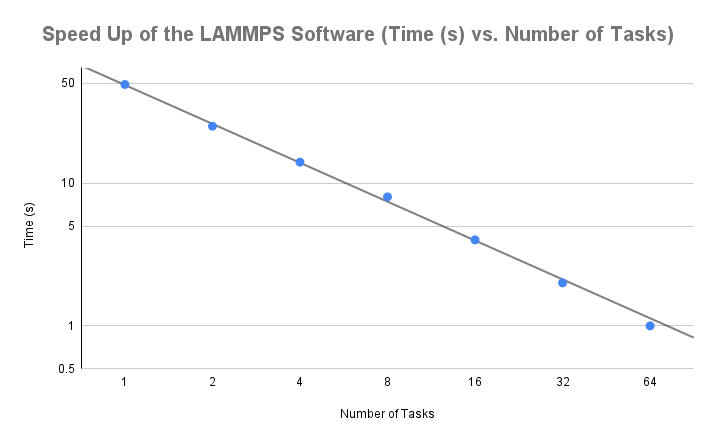 Speed Up of the LAMMPS Software (Time (s) vs. Number of Tasks)
50
10
5
1
0.5
Time (s)
1 2 4 8 16 32 64
Number of Tasks